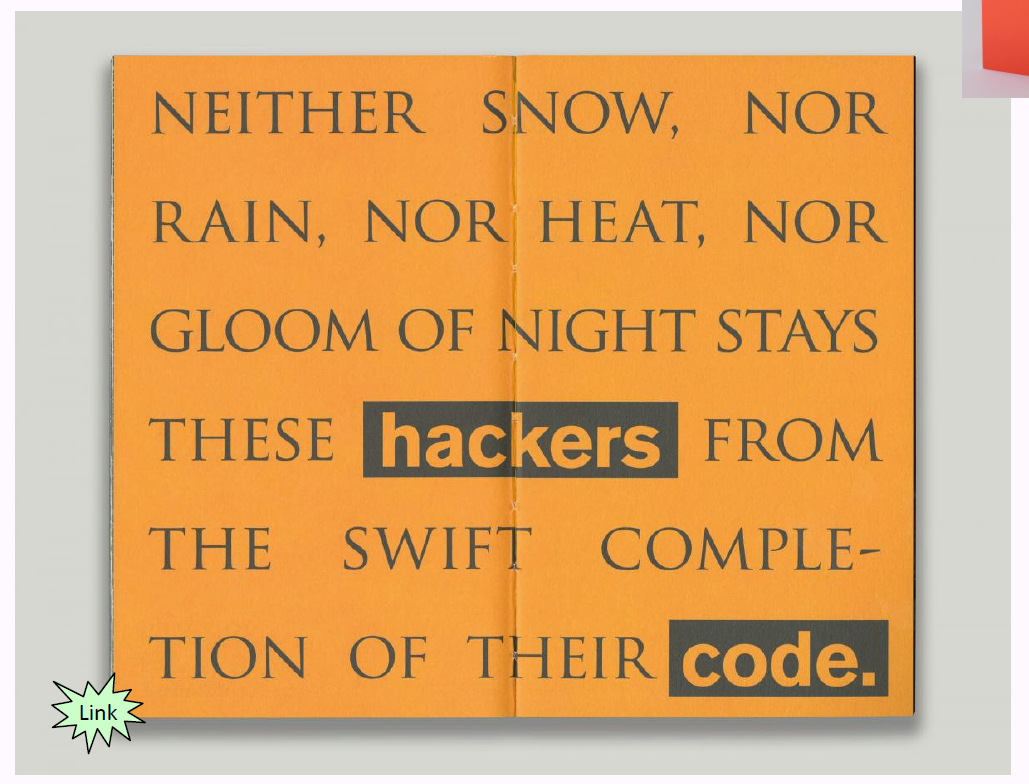 NEITHER SNOW, NOR
RAIN, NOR HEAT, NOR
GLOOM OF NIGHT STAYS
THESE hackers FROM
THE SWIFT COMPLE-
TION OF THEIR code.
Link